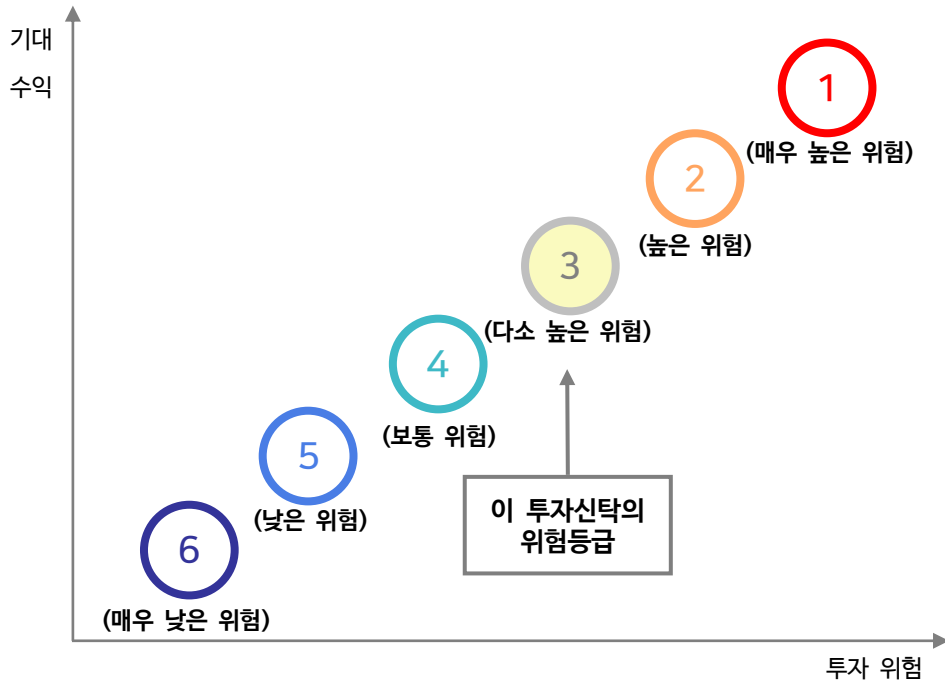 기대
수익
1
(매우 높은 위험)
2
(높은 위험)
3
(다소 높은 위험)
4
(보통 위험)
5
(낮은 위험)
이 투자신탁의
위험등급
6
(매우 낮은 위험)
투자 위험